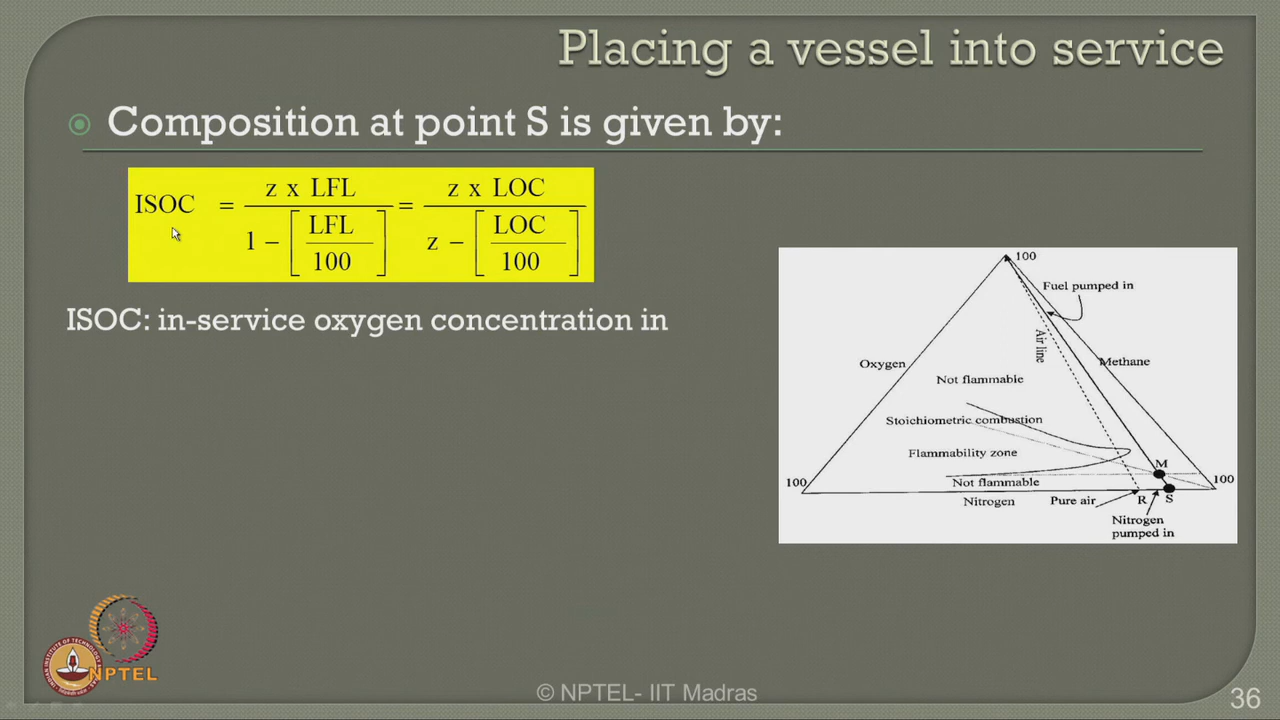 Placing a vessel into service
Composition at point S is given by:
ISOC = z x LFL / 1 - [LFL / 100] = z x LOC / z - [LOC / 100]
ISOC: in-service oxygen concentration in
100
Fuel pumped in
Air line
Oxygen
Methane
Not flammable
Stoichiometric combustion
Flammability zone
M
100
Not flammable
100
Nitrogen
Pure air
R
S
Nitrogen
pumped in
NPTEL
© NPTEL- IIT Madras
36